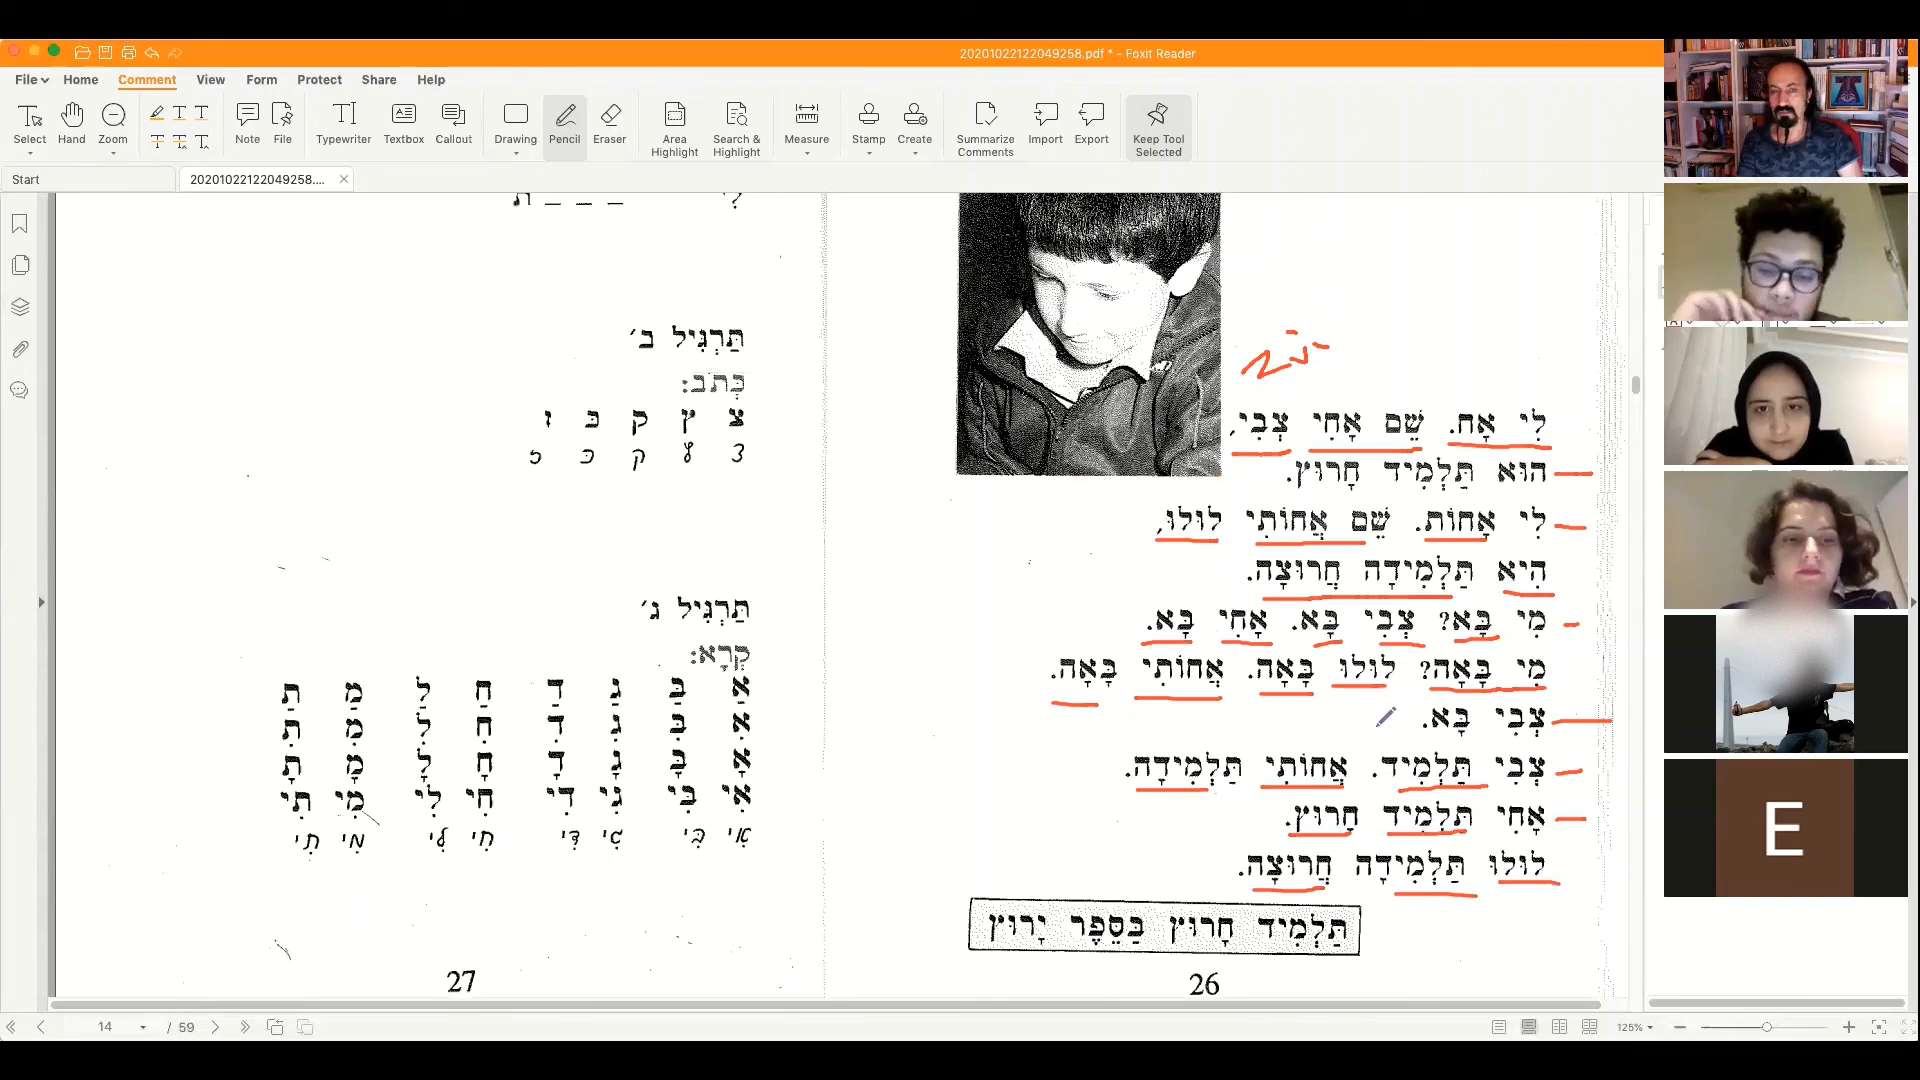 20201022122049258.pdf * - Foxit Reader
File Home Comment View Form Protect Share Help
Select Hand Zoom Note File Typewriter Textbox Callout Drawing Pencil Eraser Area Highlight Search & Highlight Measure Stamp Create Summarize Comments Import Export Keep Tool Selected
Start 20201022122049258....
לִי אָח. שֵׁם אָחִי צְבִי,
הוּא תַּלְמִיד חָרוּץ.
לִי אָחוֹת. שֵׁם אֲחוֹתִי לוּלוּ,
הִיא תַּלְמִידָה חֲרוּצָה.
מִי בָּא? צְבִי בָּא. אָחִי בָּא.
מִי בָּאָה? לוּלוּ בָּאָה. אֲחוֹתִי בָּאָה.
צְבִי בָּא.
צְבִי תַּלְמִיד. אֲחוֹתִי תַּלְמִידָה.
אָחִי תַּלְמִיד חָרוּץ.
לוּלוּ תַּלְמִידָה חֲרוּצָה.
תַּלְמִיד חָרוּץ בַּסֵּפֶר יָרוּץ
26
לִי _ _ _ ת
תַּרְגִּיל ב׳
כְּתֹב:
צ ץ ק כּ ז
צ ץ ק כּ ז
תַּרְגִּיל ג׳
קְרָא:
אַ בַּ גַ דַ חַ לַ מַ תַ
אִ בִּ גִ דִ חִ לִ מִ תִ
אָ בָּ גָ דָ חָ לָ מָ תָ
אִי בִּי גִי דִי חִי לִי מִי תִי
אִי בִּי גִי דִי חִי לִי מִי תִי
27
E
14 / 59 125%